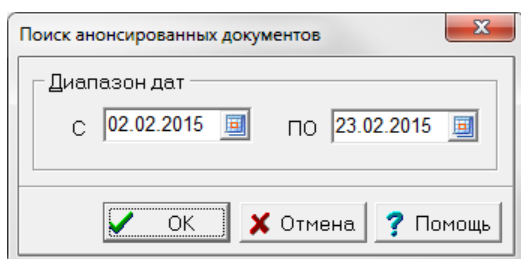 Поиск анонсированных документов
Диапазон дат
С 02.02.2015 ПО 23.02.2015
OK Отмена Помощь